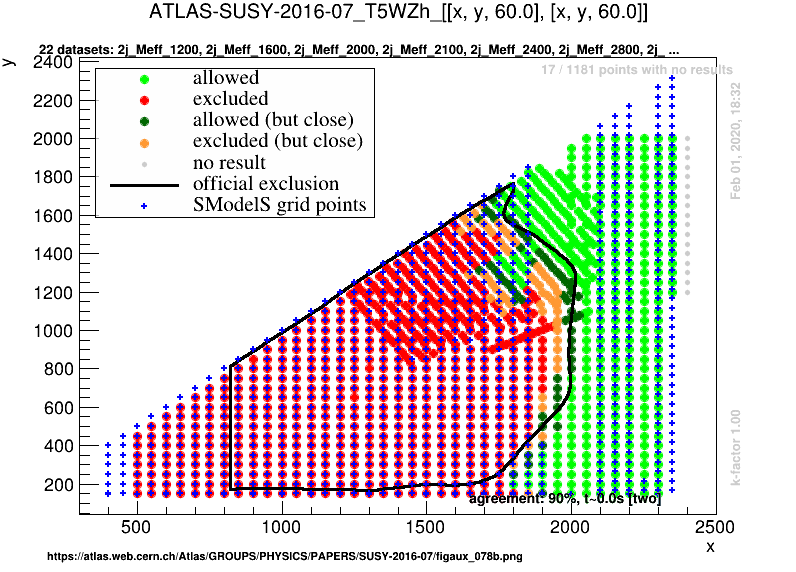 ATLAS-SUSY-2016-07_T5WZh_[[x, y, 60.0], [x, y, 60.0]]
22 datasets: 2j_Meff_1200, 2j_Meff_1600, 2j_Meff_2000, 2j_Meff_2100, 2j_Meff_2400, 2j_Meff_2800, 2j_ ...
y
17 / 1181 points with no results
allowed
excluded
allowed (but close)
excluded (but close)
no result
official exclusion
SModelS grid points
Feb 01, 2020, 18:32
k-factor 1.00
2400
2200
2000
1800
1600
1400
1200
1000
800
600
400
200
agreement: 90%, t~0.0s [two]
500
1000
1500
2000
2500
x
https://atlas.web.cern.ch/Atlas/GROUPS/PHYSICS/PAPERS/SUSY-2016-07/figaux_078b.png